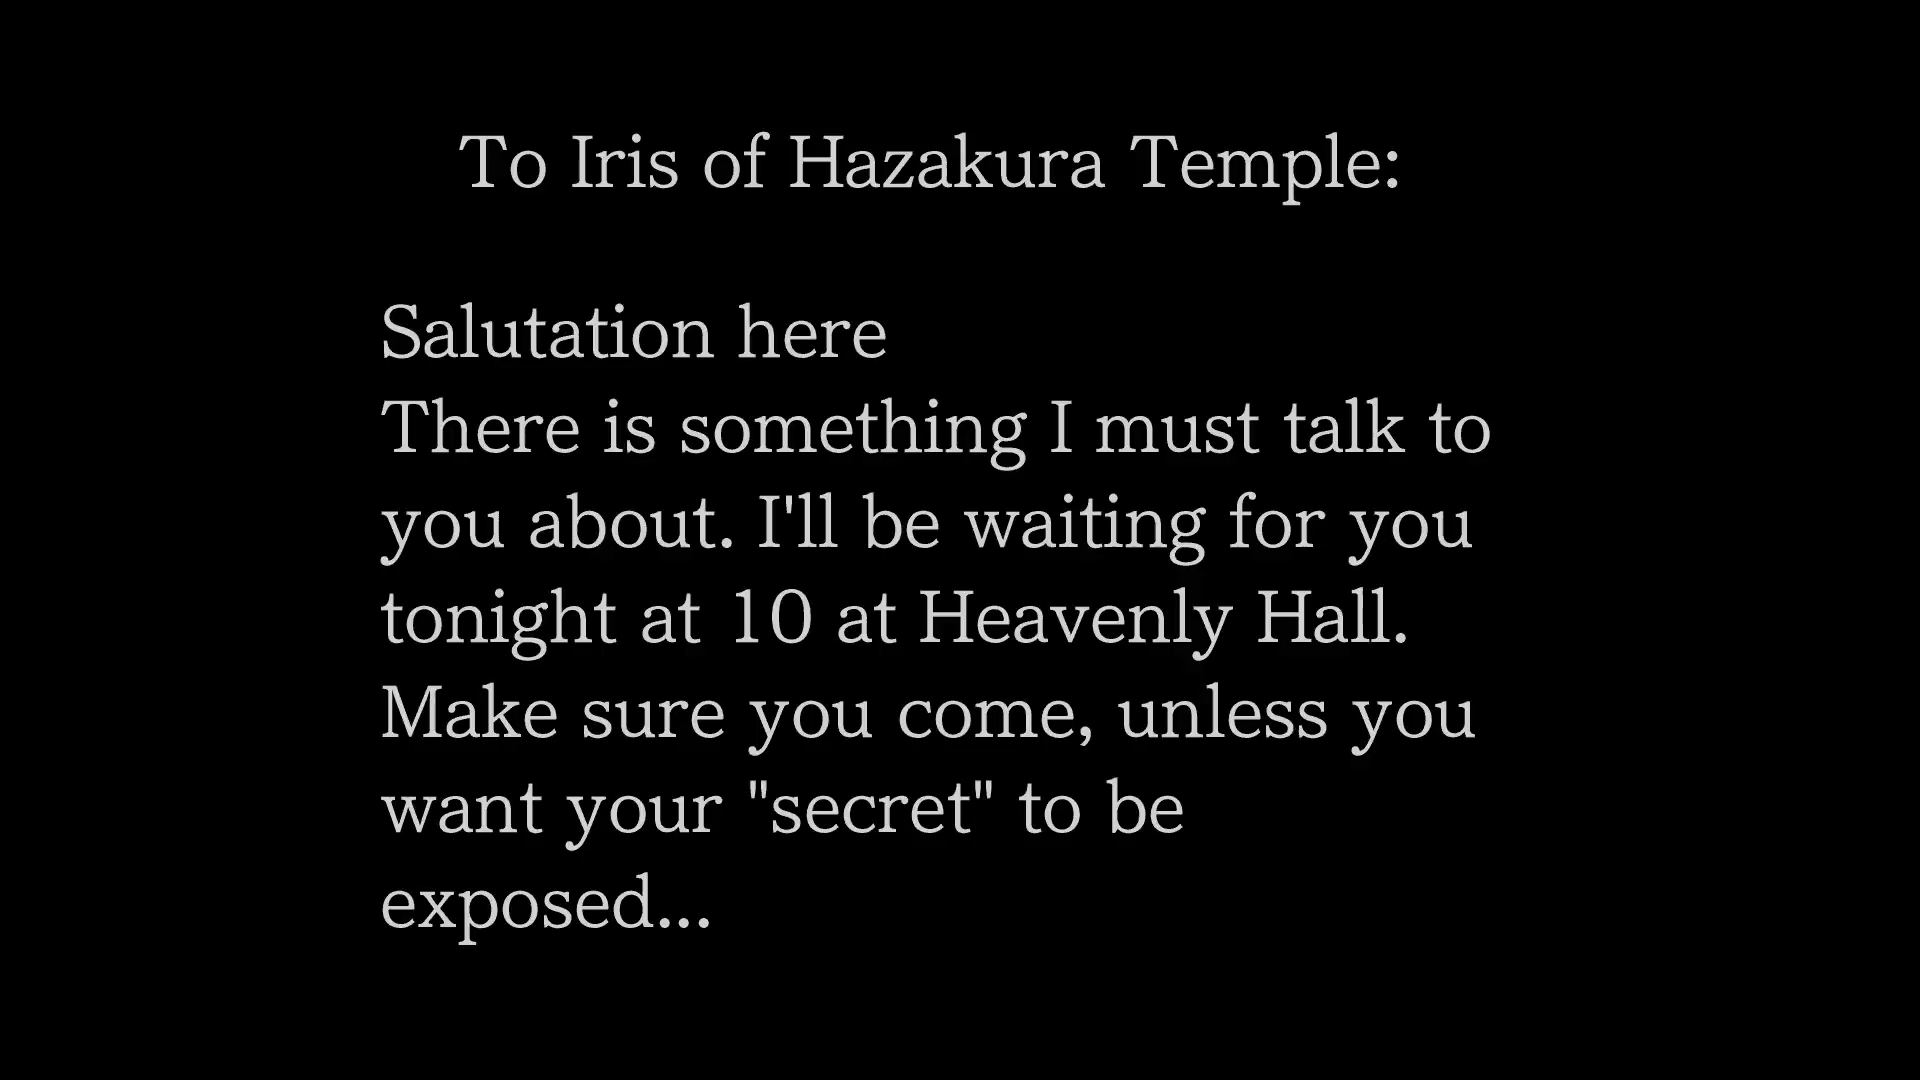 To Iris of Hazakura Temple:
Salutation here
There is something I must talk to
you about. I'll be waiting for you
tonight at 10 at Heavenly Hall.
Make sure you come, unless you
want your "secret" to be
exposed...